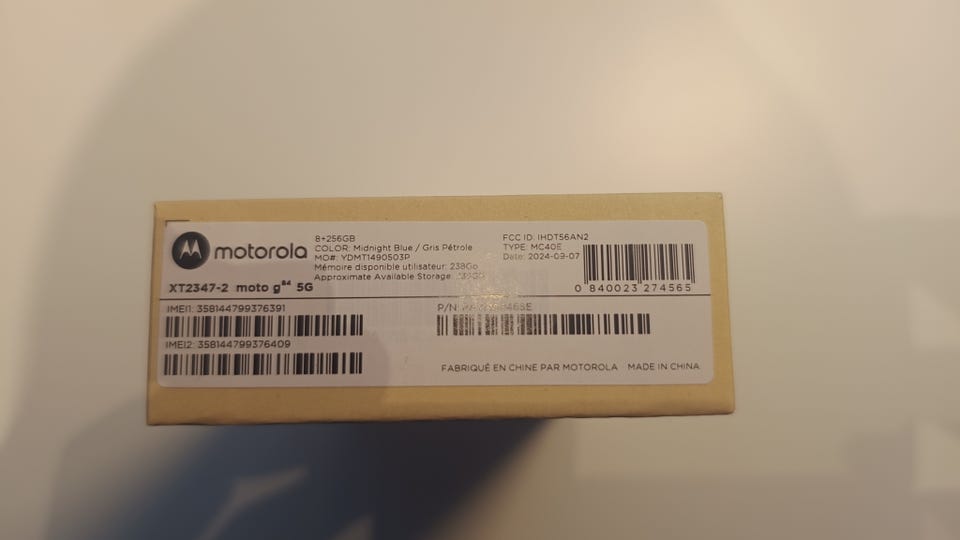 motorola
8+256GB
COLOR: Midnight Blue / Gris Pétrole
MO#: YDMT1490503P
Mémoire disponible utilisateur: 238Go
Approximate Available Storage:
FCC ID: IHDT56AN2
TYPE: MC40E
Date: 2024-09-07
0 840023 274565
XT2347-2 moto g84 5G
IMEI1: 358144799376391
IMEI2: 358144799376409
P/N:
FABRIQUÉ EN CHINE PAR MOTOROLA MADE IN CHINA